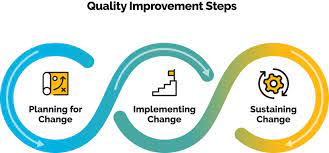 Quality Improvement Steps
Planning for
Change
Implementing
Change
Sustaining
Change